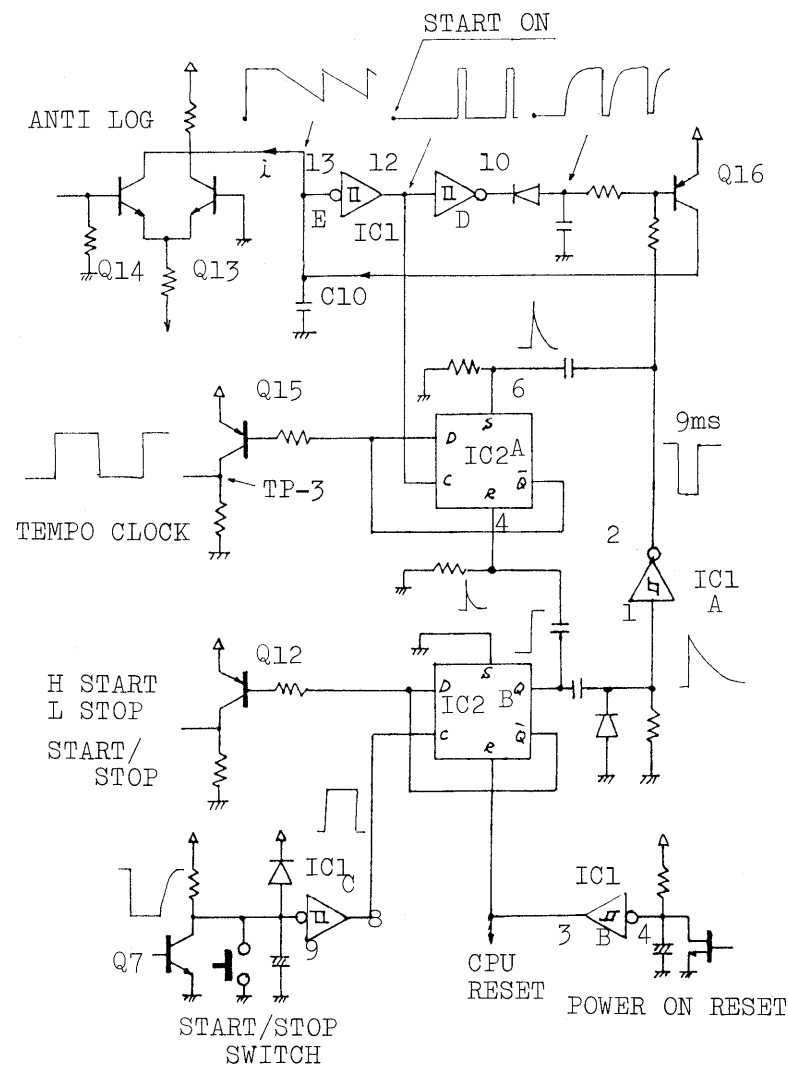 START ON
ANTI LOG
i
13
12
10
Q16
E
IC1
D
Q14
Q13
C10
Q15
6
S
D
IC2 A
C
Q̅
R
9ms
TP-3
4
TEMPO CLOCK
2
IC1
A
1
Q12
H START
L STOP
S
D
IC2 B
Q
C
Q̅
R
START/
STOP
IC1
C
IC1
8
9
3
B
4
Q7
CPU
RESET
POWER ON RESET
START/STOP
SWITCH